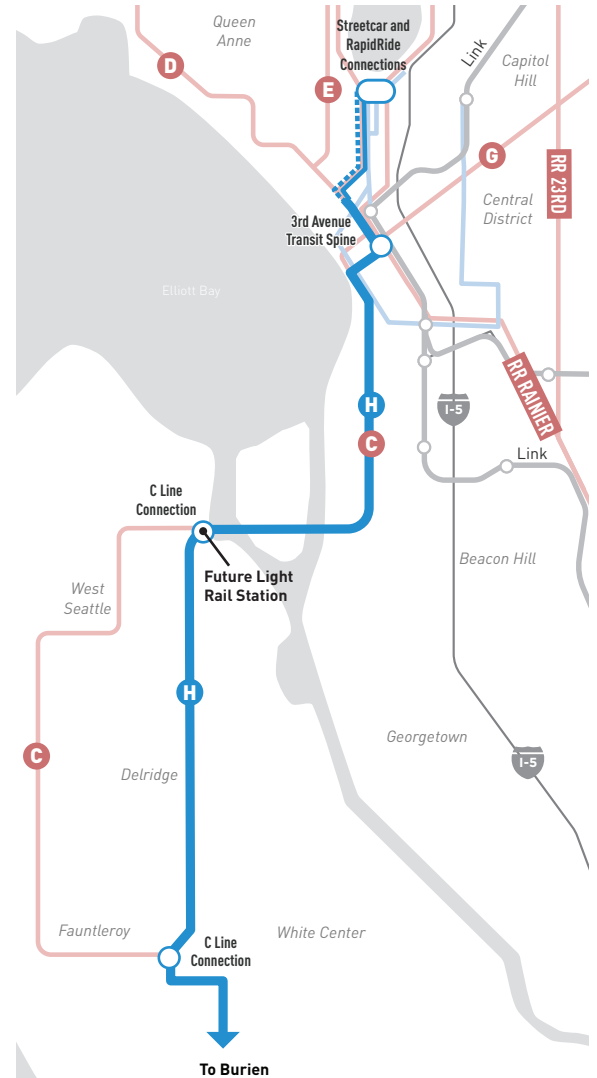 Queen
Anne
Streetcar and
RapidRide
Connections
Link
Capitol
Hill
D
E
G
RR 23RD
Central
District
3rd Avenue
Transit Spine
Elliott Bay
RR RAINIER
H
I-5
C
Link
C Line
Connection
Beacon Hill
Future Light
Rail Station
West
Seattle
H
Georgetown
C
I-5
Delridge
Fauntleroy
White Center
C Line
Connection
To Burien